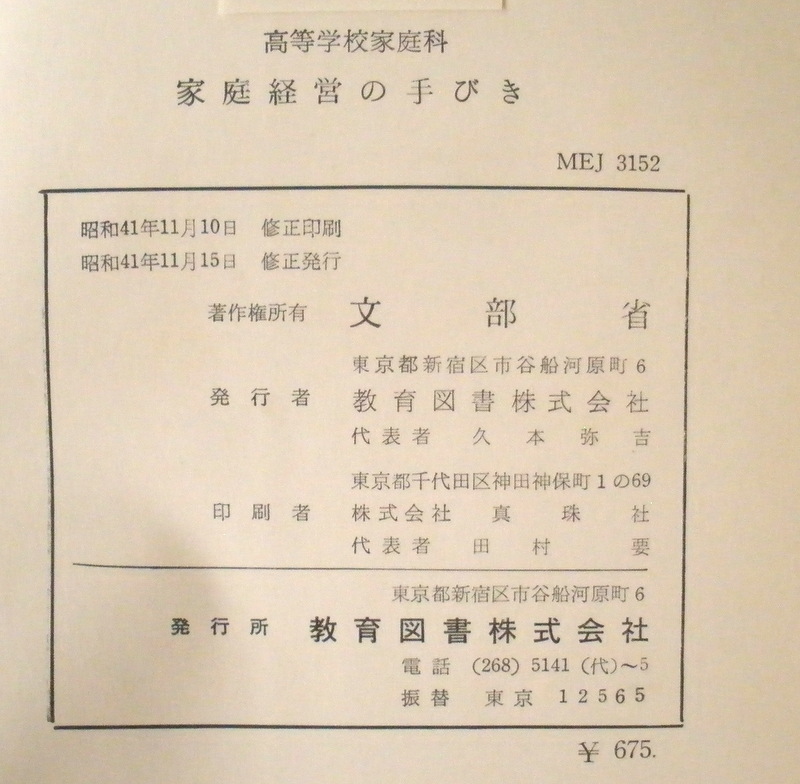 高等学校家庭科
家庭経営の手びき
MEJ 3152
昭和41年11月10日 修正印刷
昭和41年11月15日 修正発行
著作権所有 文部省
東京都新宿区市谷船河原町6
発行者 教育図書株式会社
代表者 久本弥吉
東京都千代田区神田神保町1の69
印刷者 株式会社 真珠社
代表者 田村要
東京都新宿区市谷船河原町6
発行所 教育図書株式会社
電話 (268) 5141 (代)～5
振替 東京 12565
¥ 675.